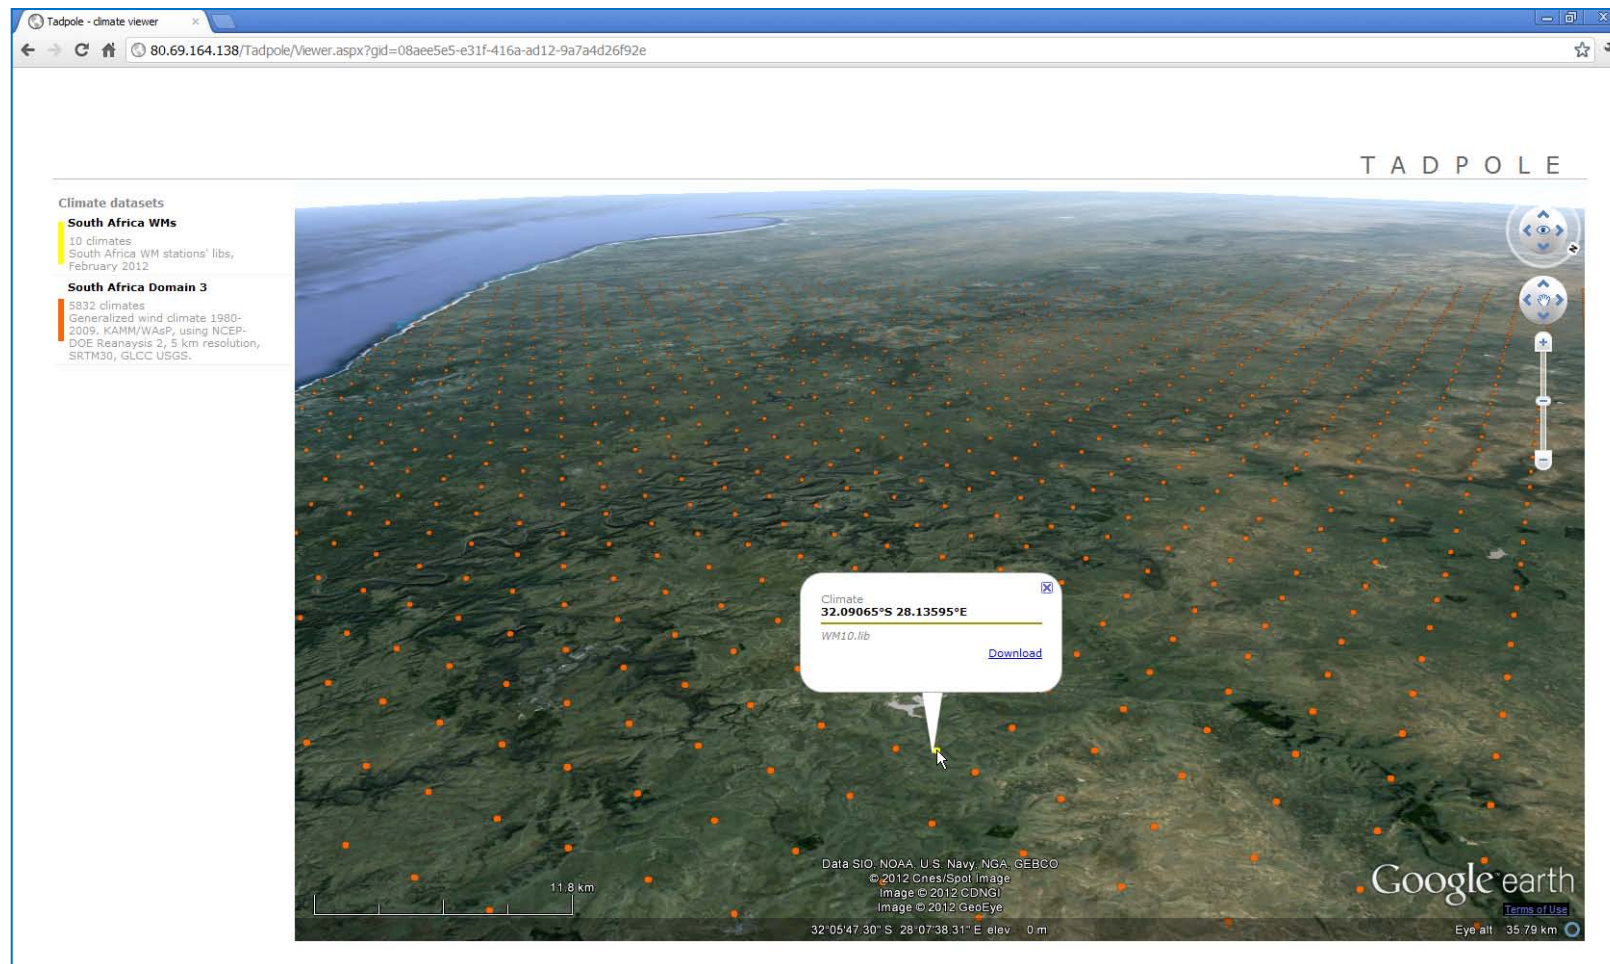 Tadpole - climate viewer
80.69.164.138/Tadpole/Viewer.aspx?gid=08aee5e5-e31f-416a-ad12-9a7a4d26f92e
TADPOLE
Climate datasets
South Africa WMs
10 climates
South Africa WM stations' libs,
February 2012
South Africa Domain 3
5832 climates
Generalized wind climate 1980-
2009. KAMM/WAsP, using NCEP-
DOE Reanaysis 2, 5 km resolution,
SRTM30, GLCC USGS.
N
Climate
32.09065°S 28.13595°E
WM10.lib
Download
Data SIO, NOAA, U.S. Navy, NGA, GEBCO
© 2012 Cnes/Spot Image
Image © 2012 CDNGI
Image © 2012 GeoEye
11.8 km
Google earth
Terms of Use
32°05'47.30" S 28°07'38.31" E elev 0 m
Eye alt 35.79 km